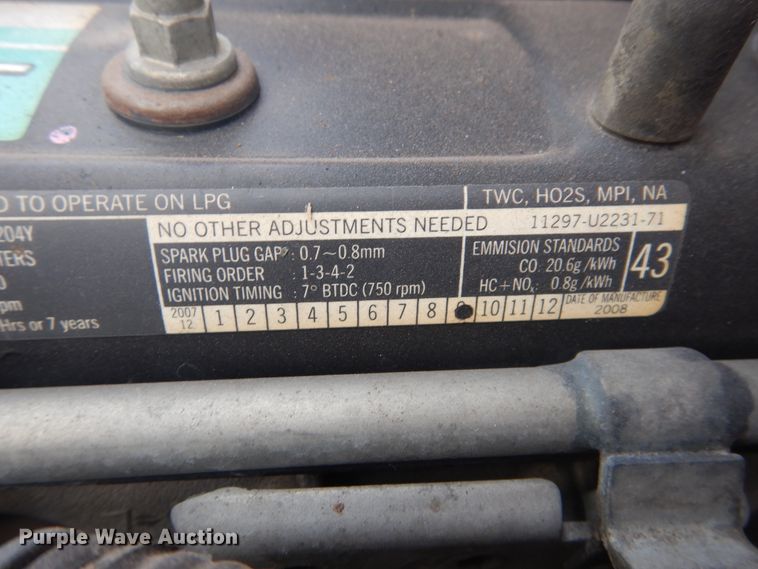 D TO OPERATE ON LPG
TWC, HO2S, MPI, NA
NO OTHER ADJUSTMENTS NEEDED 11297-U2231-71
204Y
TERS
0
pm
Hrs or 7 years
SPARK PLUG GAP : 0.7~0.8mm
FIRING ORDER : 1-3-4-2
IGNITION TIMING : 7° BTDC (750 rpm)
EMMISION STANDARDS
CO: 20.6g/kWh
HC+NOx: 0.8g/kWh
43
2007
12
1 2 3 4 5 6 7 8 10 11 12
DATE OF MANUFACTURE
2008
Purple Wave Auction